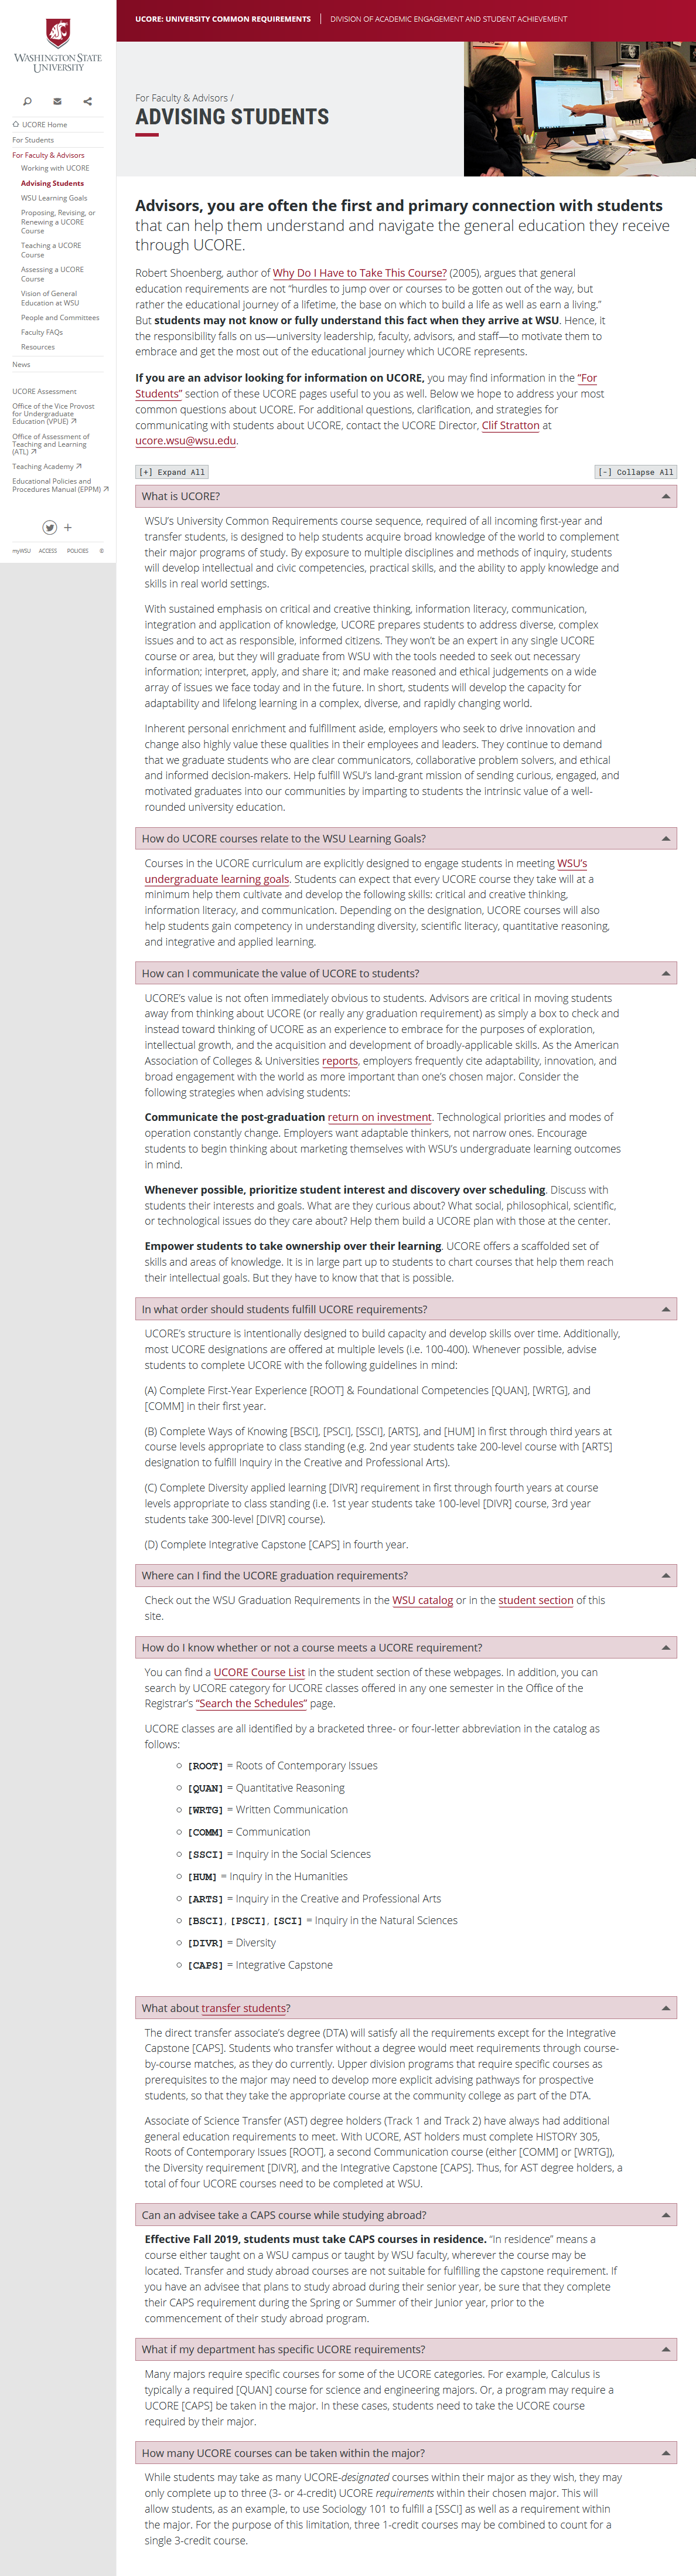 WASHINGTON STATE
UNIVERSITY
UCORE Home
For Students
For Faculty & Advisors
Working with UCORE
Advising Students
WSU Learning Goals
Proposing, Revising, or
Renewing a UCORE
Course
Teaching a UCORE
Course
Assessing a UCORE
Course
Vision of General
Education at WSU
People and Committees
Faculty FAQs
Resources
News
UCORE Assessment
Office of the Vice Provost
for Undergraduate
Education (VPUE)
Office of Assessment of
Teaching and Learning
(ATL)
Teaching Academy
Educational Policies and
Procedures Manual (EPPM)
myWSU ACCESS POLICIES ©
UCORE: UNIVERSITY COMMON REQUIREMENTS | DIVISION OF ACADEMIC ENGAGEMENT AND STUDENT ACHIEVEMENT
For Faculty & Advisors /
ADVISING STUDENTS
Advisors, you are often the first and primary connection with students
that can help them understand and navigate the general education they receive
through UCORE.
Robert Shoenberg, author of Why Do I Have to Take This Course? (2005), argues that general
education requirements are not “hurdles to jump over or courses to be gotten out of the way, but
rather the educational journey of a lifetime, the base on which to build a life as well as earn a living.”
But students may not know or fully understand this fact when they arrive at WSU. Hence, it
the responsibility falls on us—university leadership, faculty, advisors, and staff—to motivate them to
embrace and get the most out of the educational journey which UCORE represents.
If you are an advisor looking for information on UCORE, you may find information in the “For
Students” section of these UCORE pages useful to you as well. Below we hope to address your most
common questions about UCORE. For additional questions, clarification, and strategies for
communicating with students about UCORE, contact the UCORE Director, Clif Stratton at
ucore.wsu@wsu.edu.
[+] Expand All [-] Collapse All
What is UCORE?
WSU’s University Common Requirements course sequence, required of all incoming first-year and
transfer students, is designed to help students acquire broad knowledge of the world to complement
their major programs of study. By exposure to multiple disciplines and methods of inquiry, students
will develop intellectual and civic competencies, practical skills, and the ability to apply knowledge and
skills in real world settings.
With sustained emphasis on critical and creative thinking, information literacy, communication,
integration and application of knowledge, UCORE prepares students to address diverse, complex
issues and to act as responsible, informed citizens. They won’t be an expert in any single UCORE
course or area, but they will graduate from WSU with the tools needed to seek out necessary
information; interpret, apply, and share it; and make reasoned and ethical judgements on a wide
array of issues we face today and in the future. In short, students will develop the capacity for
adaptability and lifelong learning in a complex, diverse, and rapidly changing world.
Inherent personal enrichment and fulfillment aside, employers who seek to drive innovation and
change also highly value these qualities in their employees and leaders. They continue to demand
that we graduate students who are clear communicators, collaborative problem solvers, and ethical
and informed decision-makers. Help fulfill WSU’s land-grant mission of sending curious, engaged, and
motivated graduates into our communities by imparting to students the intrinsic value of a well-
rounded university education.
How do UCORE courses relate to the WSU Learning Goals?
Courses in the UCORE curriculum are explicitly designed to engage students in meeting WSU’s
undergraduate learning goals. Students can expect that every UCORE course they take will at a
minimum help them cultivate and develop the following skills: critical and creative thinking,
information literacy, and communication. Depending on the designation, UCORE courses will also
help students gain competency in understanding diversity, scientific literacy, quantitative reasoning,
and integrative and applied learning.
How can I communicate the value of UCORE to students?
UCORE’s value is not often immediately obvious to students. Advisors are critical in moving students
away from thinking about UCORE (or really any graduation requirement) as simply a box to check and
instead toward thinking of UCORE as an experience to embrace for the purposes of exploration,
intellectual growth, and the acquisition and development of broadly-applicable skills. As the American
Association of Colleges & Universities reports, employers frequently cite adaptability, innovation, and
broad engagement with the world as more important than one’s chosen major. Consider the
following strategies when advising students:
Communicate the post-graduation return on investment. Technological priorities and modes of
operation constantly change. Employers want adaptable thinkers, not narrow ones. Encourage
students to begin thinking about marketing themselves with WSU’s undergraduate learning outcomes
in mind.
Whenever possible, prioritize student interest and discovery over scheduling. Discuss with
students their interests and goals. What are they curious about? What social, philosophical, scientific,
or technological issues do they care about? Help them build a UCORE plan with those at the center.
Empower students to take ownership over their learning. UCORE offers a scaffolded set of
skills and areas of knowledge. It is in large part up to students to chart courses that help them reach
their intellectual goals. But they have to know that that is possible.
In what order should students fulfill UCORE requirements?
UCORE’s structure is intentionally designed to build capacity and develop skills over time. Additionally,
most UCORE designations are offered at multiple levels (i.e. 100-400). Whenever possible, advise
students to complete UCORE with the following guidelines in mind:
(A) Complete First-Year Experience [ROOT] & Foundational Competencies [QUAN], [WRTG], and
[COMM] in their first year.
(B) Complete Ways of Knowing [BSCI], [PSCI], [SSCI], [ARTS], and [HUM] in first through third years at
course levels appropriate to class standing (e.g. 2nd year students take 200-level course with [ARTS]
designation to fulfill Inquiry in the Creative and Professional Arts).
(C) Complete Diversity applied learning [DIVR] requirement in first through fourth years at course
levels appropriate to class standing (i.e. 1st year students take 100-level [DIVR] course, 3rd year
students take 300-level [DIVR] course).
(D) Complete Integrative Capstone [CAPS] in fourth year.
Where can I find the UCORE graduation requirements?
Check out the WSU Graduation Requirements in the WSU catalog or in the student section of this
site.
How do I know whether or not a course meets a UCORE requirement?
You can find a UCORE Course List in the student section of these webpages. In addition, you can
search by UCORE category for UCORE classes offered in any one semester in the Office of the
Registrar’s “Search the Schedules” page.
UCORE classes are all identified by a bracketed three- or four-letter abbreviation in the catalog as
follows:
[ROOT] = Roots of Contemporary Issues
[QUAN] = Quantitative Reasoning
[WRTG] = Written Communication
[COMM] = Communication
[SSCI] = Inquiry in the Social Sciences
[HUM] = Inquiry in the Humanities
[ARTS] = Inquiry in the Creative and Professional Arts
[BSCI], [PSCI], [SCI] = Inquiry in the Natural Sciences
[DIVR] = Diversity
[CAPS] = Integrative Capstone
What about transfer students?
The direct transfer associate’s degree (DTA) will satisfy all the requirements except for the Integrative
Capstone [CAPS]. Students who transfer without a degree would meet requirements through course-
by-course matches, as they do currently. Upper division programs that require specific courses as
prerequisites to the major may need to develop more explicit advising pathways for prospective
students, so that they take the appropriate course at the community college as part of the DTA.
Associate of Science Transfer (AST) degree holders (Track 1 and Track 2) have always had additional
general education requirements to meet. With UCORE, AST holders must complete HISTORY 305,
Roots of Contemporary Issues [ROOT], a second Communication course (either [COMM] or [WRTG]),
the Diversity requirement [DIVR], and the Integrative Capstone [CAPS]. Thus, for AST degree holders, a
total of four UCORE courses need to be completed at WSU.
Can an advisee take a CAPS course while studying abroad?
Effective Fall 2019, students must take CAPS courses in residence. “In residence” means a
course either taught on a WSU campus or taught by WSU faculty, wherever the course may be
located. Transfer and study abroad courses are not suitable for fulfilling the capstone requirement. If
you have an advisee that plans to study abroad during their senior year, be sure that they complete
their CAPS requirement during the Spring or Summer of their Junior year, prior to the
commencement of their study abroad program.
What if my department has specific UCORE requirements?
Many majors require specific courses for some of the UCORE categories. For example, Calculus is
typically a required [QUAN] course for science and engineering majors. Or, a program may require a
UCORE [CAPS] be taken in the major. In these cases, students need to take the UCORE course
required by their major.
How many UCORE courses can be taken within the major?
While students may take as many UCORE-designated courses within their major as they wish, they may
only complete up to three (3- or 4-credit) UCORE requirements within their chosen major. This will
allow students, as an example, to use Sociology 101 to fulfill a [SSCI] as well as a requirement within
the major. For the purpose of this limitation, three 1-credit courses may be combined to count for a
single 3-credit course.